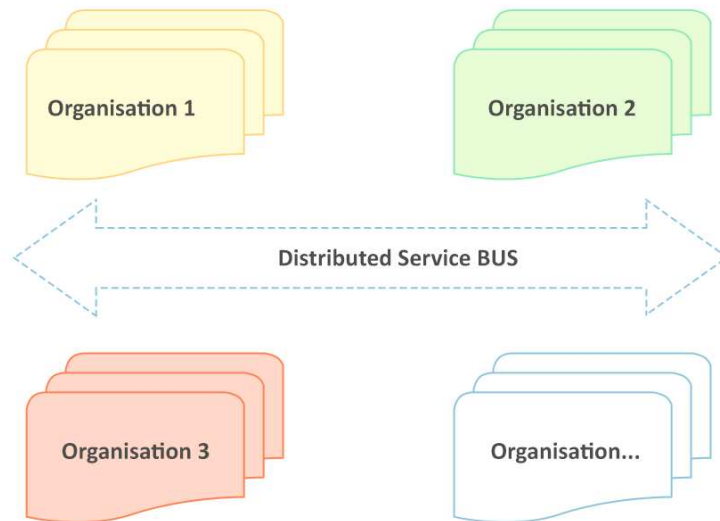 Organisation 1
Organisation 2
Distributed Service BUS
Organisation 3
Organisation...